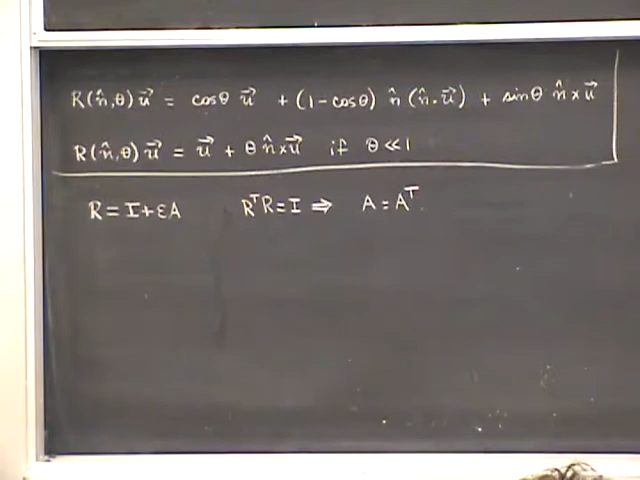 R(n̂,θ)u⃗ = cosθ u⃗ + (1-cosθ) n̂(n̂·u⃗) + sinθ n̂×u⃗
R(n̂,θ)u⃗ = u⃗ + θ n̂×u⃗ if θ≪1
R = I+εA RᵀR = I ⇒ A = Aᵀ